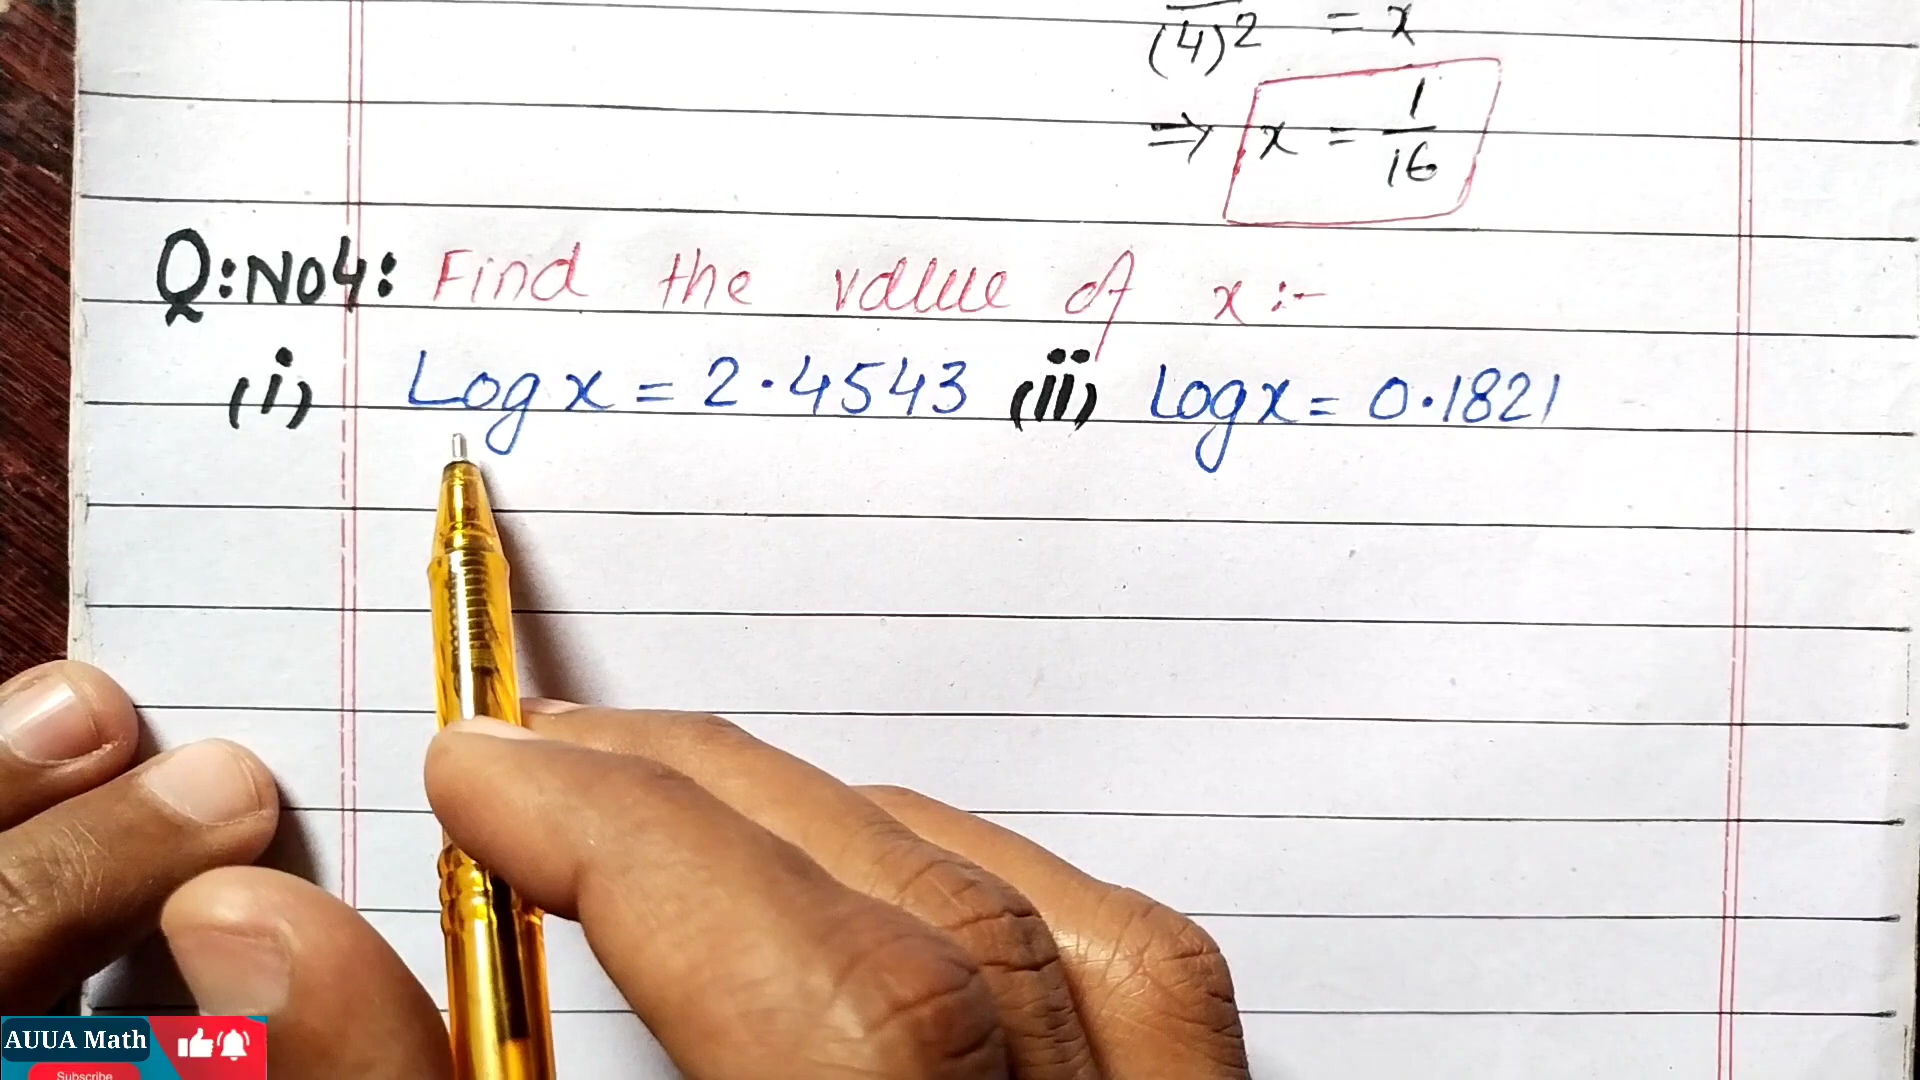 (4)² = x
⇒ x = 1/16
Q:No4: Find the value of x :-
(i) Log x = 2.4543 (ii) Log x = 0.1821
AUUA Math
Subscribe